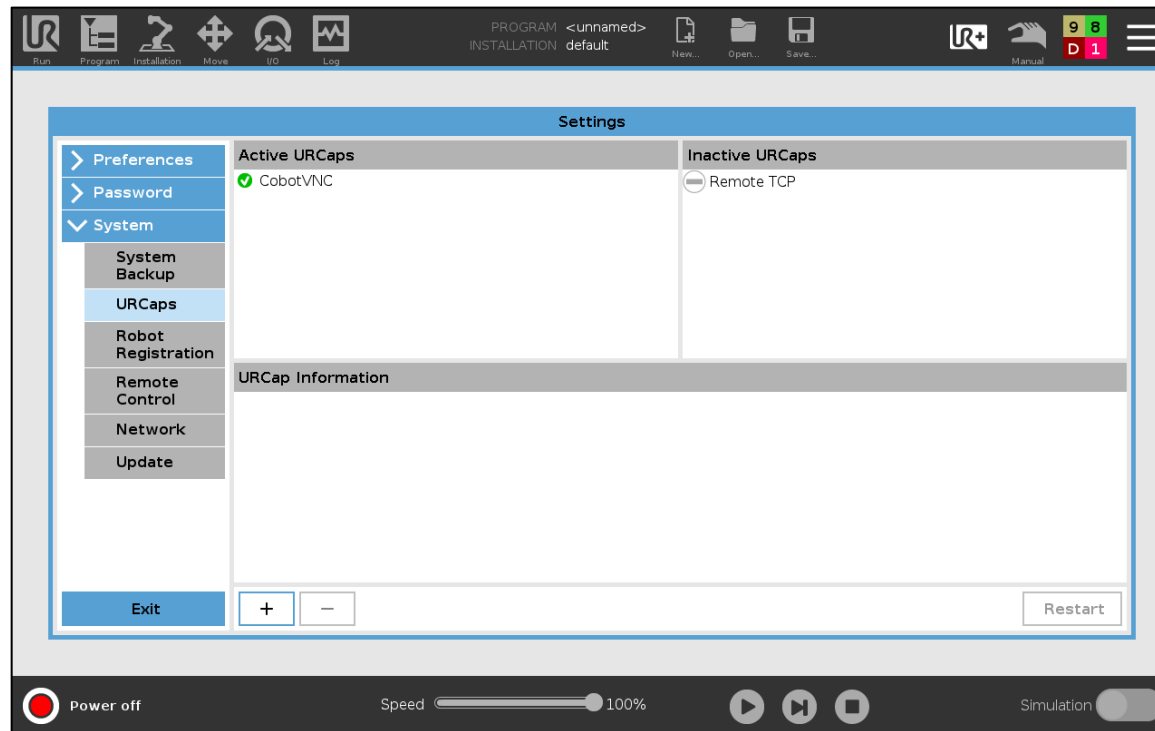 UR
Run
Program
Installation
Move
I/O
Log
PROGRAM <unnamed>
INSTALLATION default
New...
Open...
Save...
UR+
Manual
9 8
D 1
Settings
Preferences
Password
System
System
Backup
URCaps
Robot
Registration
Remote
Control
Network
Update
Exit
Active URCaps
CobotVNC
Inactive URCaps
Remote TCP
URCap Information
+
−
Restart
Power off
Speed
100%
Simulation